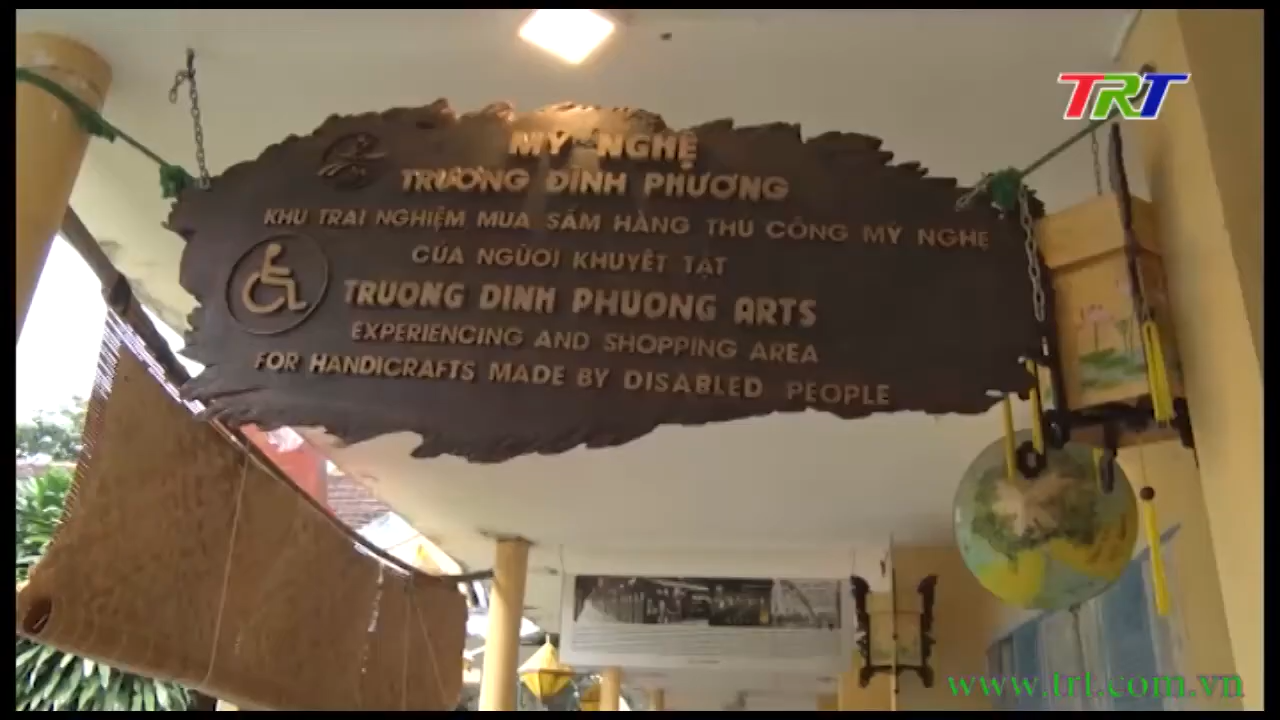 TRT
MỸ NGHỆ
TRƯƠNG ĐÌNH PHƯƠNG
KHU TRẢI NGHIỆM MUA SẮM HÀNG THỦ CÔNG MỸ NGHỆ
CỦA NGƯỜI KHUYẾT TẬT
TRUONG DINH PHUONG ARTS
EXPERIENCING AND SHOPPING AREA
FOR HANDICRAFTS MADE BY DISABLED PEOPLE
www.trt.com.vn